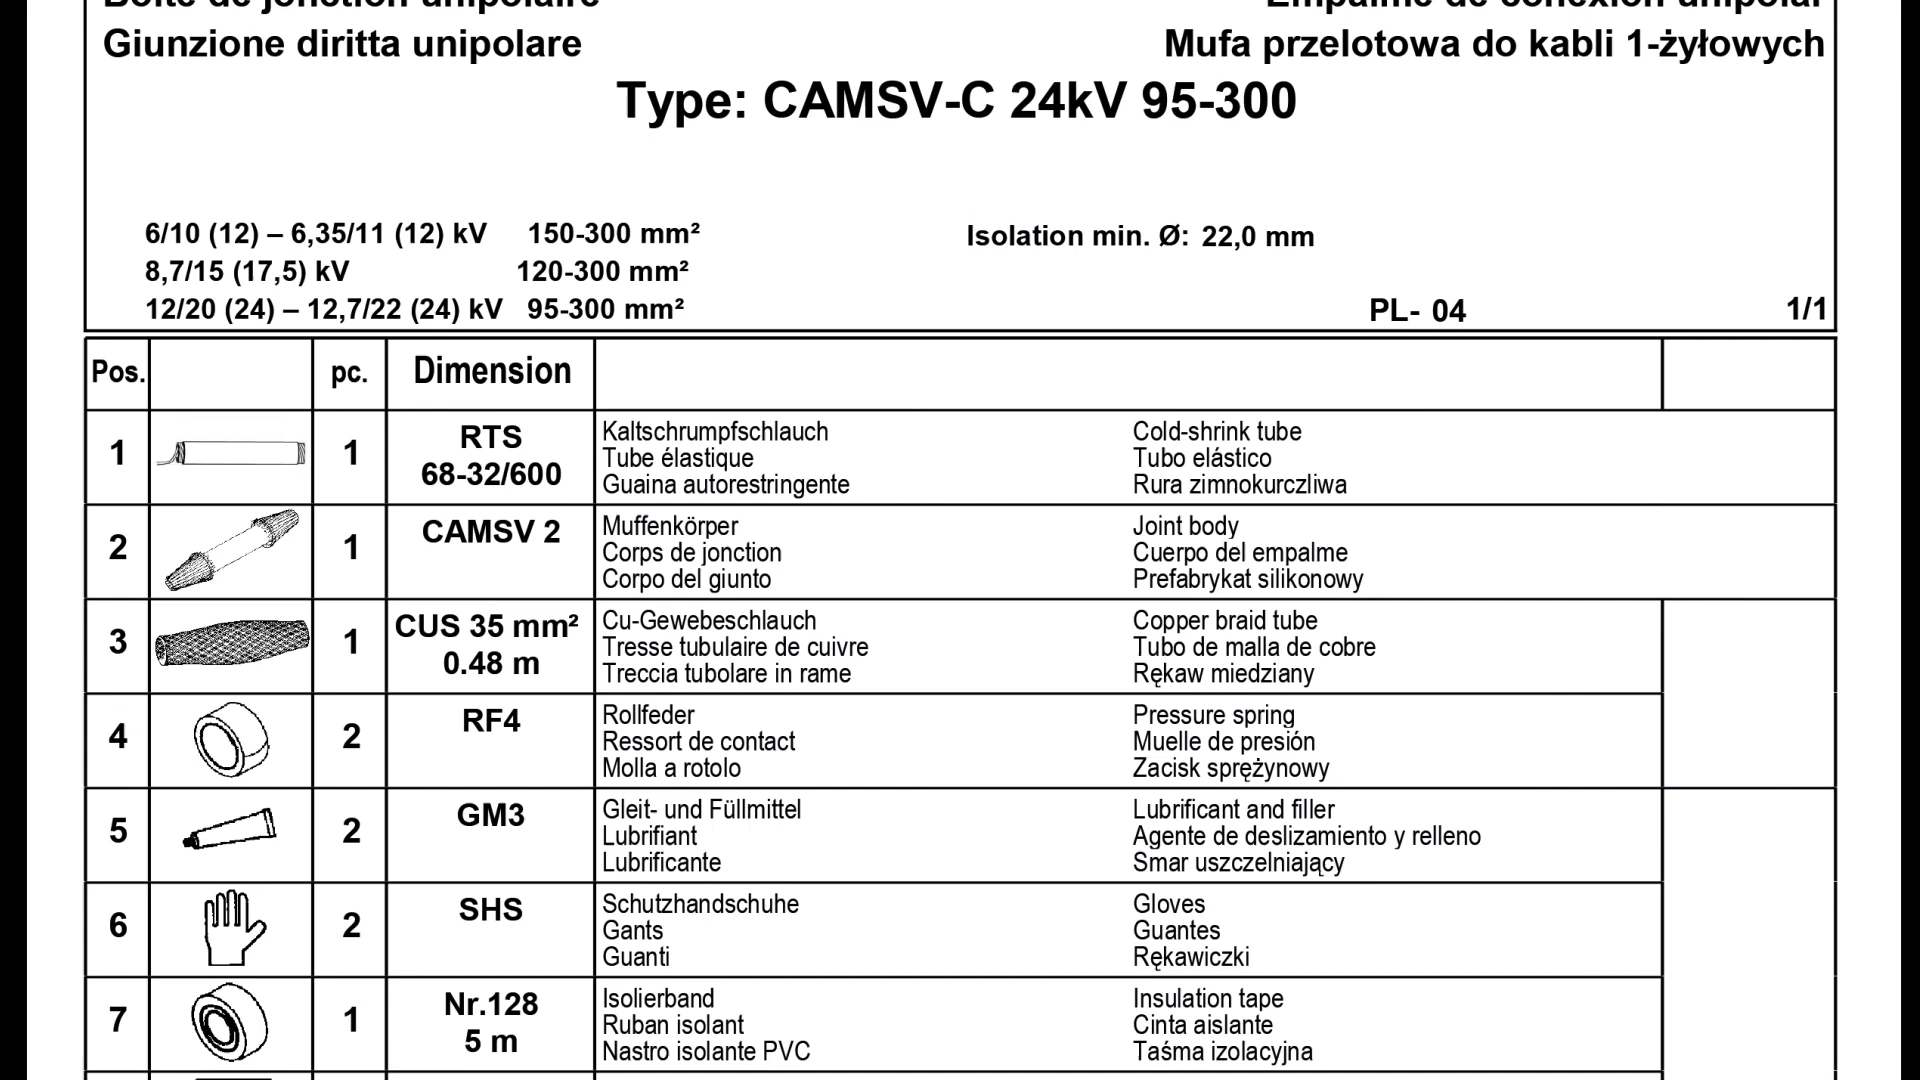 Boîte de jonction unipolaire
Empalme de conexión unipolar
Giunzione diritta unipolare
Mufa przelotowa do kabli 1-żyłowych
Type: CAMSV-C 24kV 95-300
6/10 (12) – 6,35/11 (12) kV 150-300 mm²
Isolation min. Ø: 22,0 mm
8,7/15 (17,5) kV 120-300 mm²
12/20 (24) – 12,7/22 (24) kV 95-300 mm²
PL- 04
1/1
Pos. pc. Dimension
1 1
RTS
68-32/600
Kaltschrumpfschlauch
Tube élastique
Guaina autorestringente
Cold-shrink tube
Tubo elástico
Rura zimnokurczliwa
2 1
CAMSV 2
Muffenkörper
Corps de jonction
Corpo del giunto
Joint body
Cuerpo del empalme
Prefabrykat silikonowy
3 1
CUS 35 mm²
0.48 m
Cu-Gewebeschlauch
Tresse tubulaire de cuivre
Treccia tubolare in rame
Copper braid tube
Tubo de malla de cobre
Rękaw miedziany
4 2
RF4
Rollfeder
Ressort de contact
Molla a rotolo
Pressure spring
Muelle de presión
Zacisk sprężynowy
5 2
GM3
Gleit- und Füllmittel
Lubrifiant
Lubrificante
Lubrificant and filler
Agente de deslizamiento y relleno
Smar uszczelniający
6 2
SHS
Schutzhandschuhe
Gants
Guanti
Gloves
Guantes
Rękawiczki
7 1
Nr.128
5 m
Isolierband
Ruban isolant
Nastro isolante PVC
Insulation tape
Cinta aislante
Taśma izolacyjna